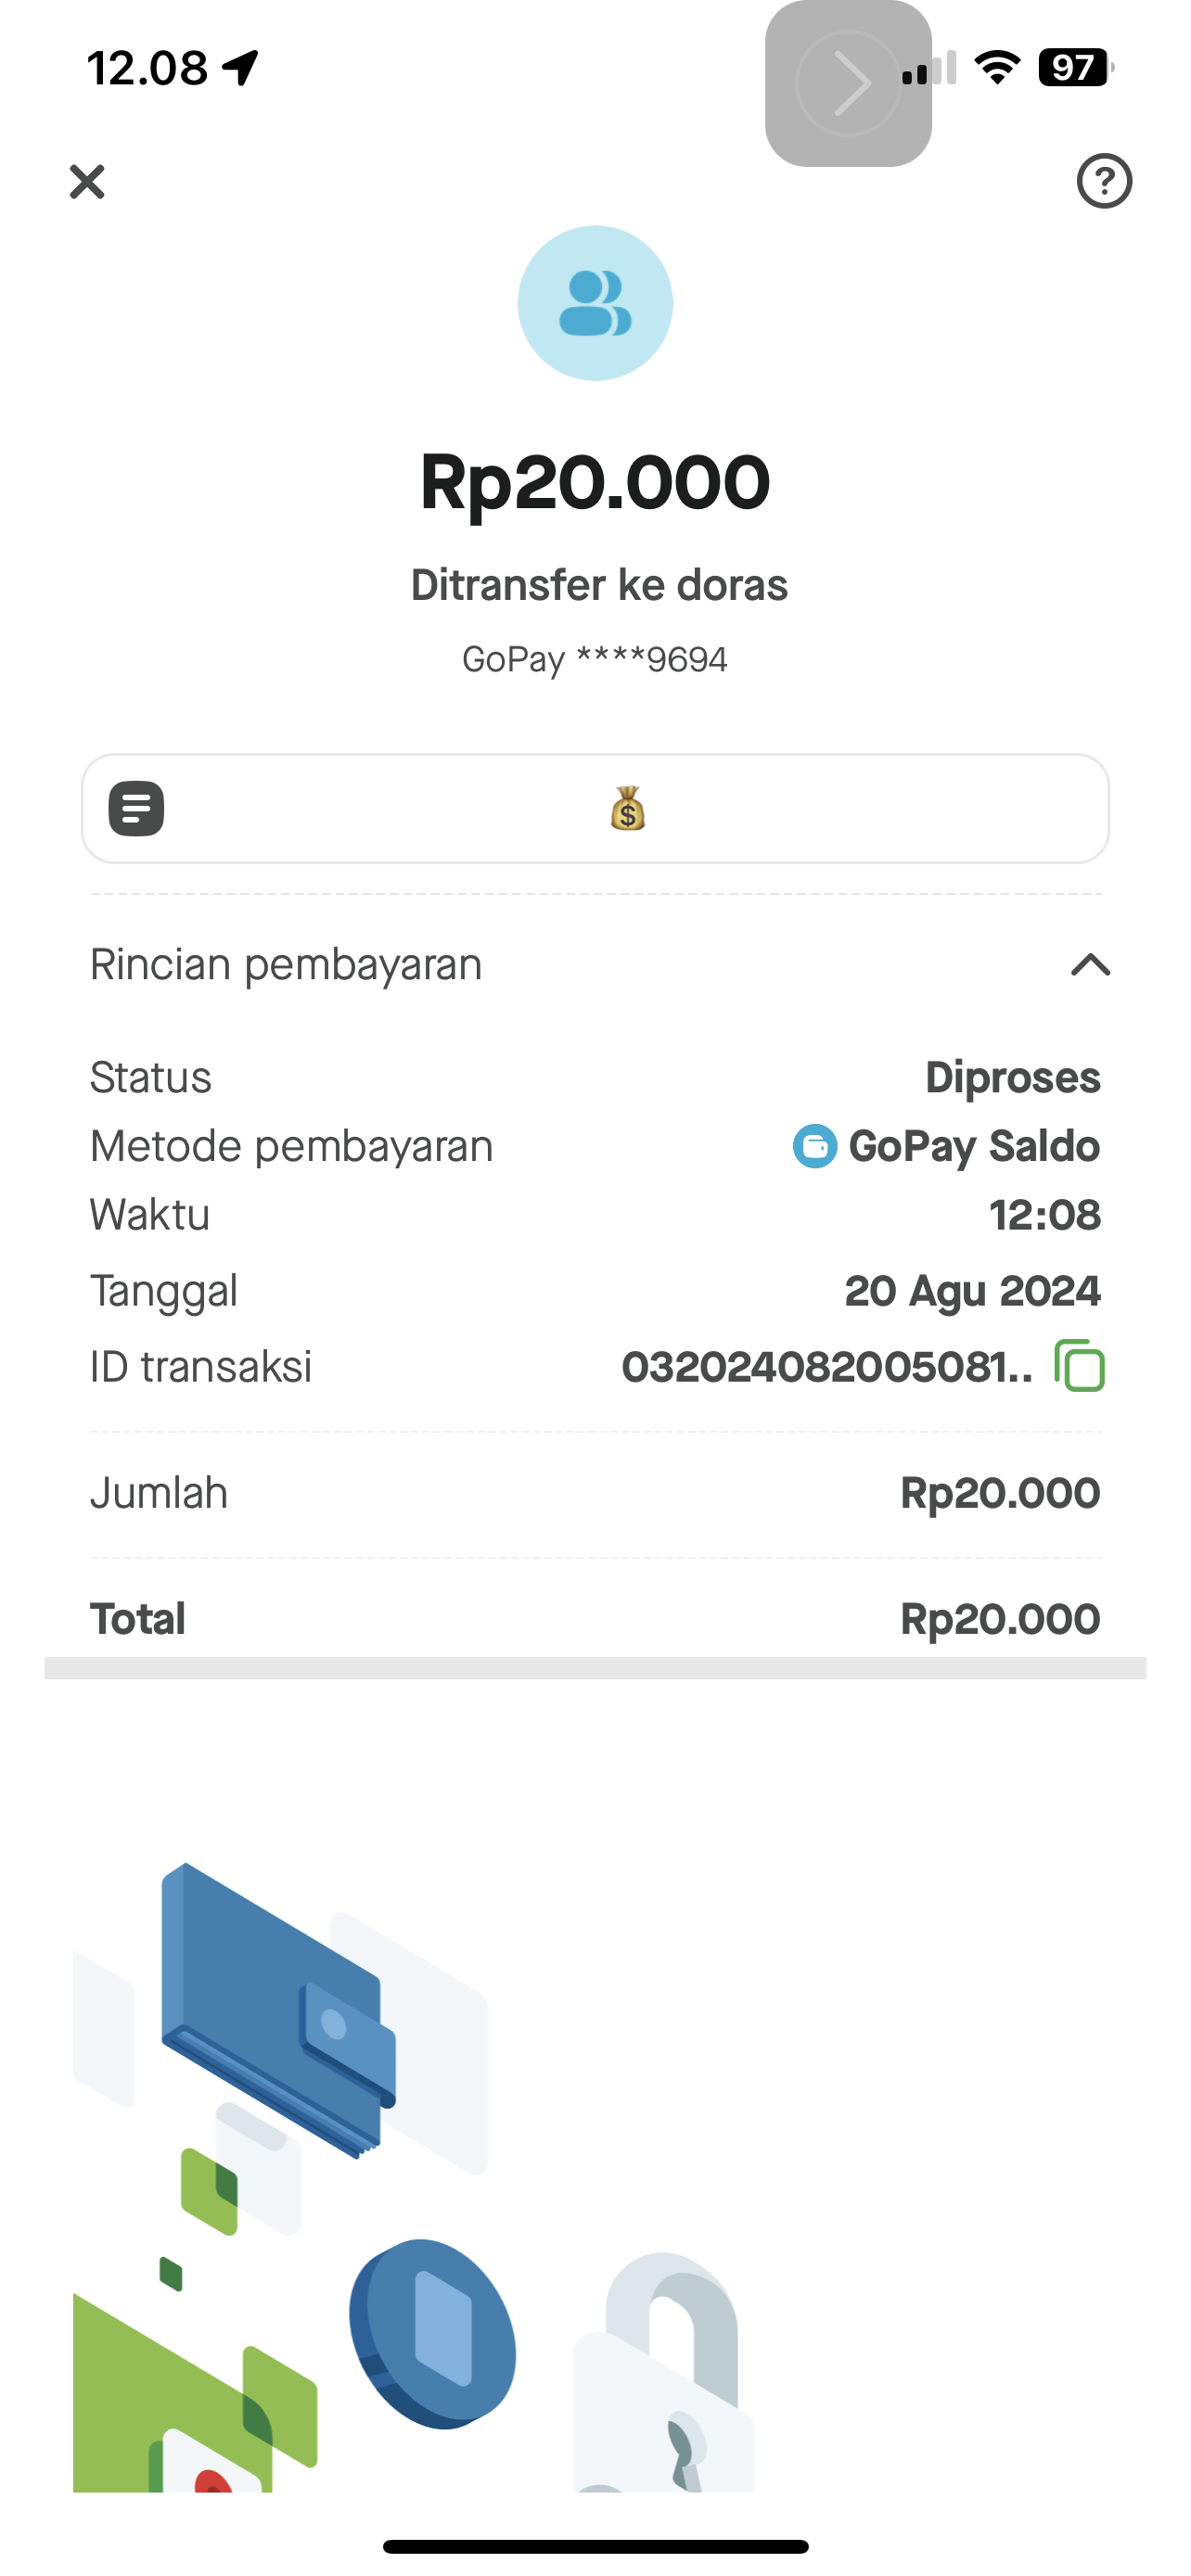 12.08
97
Rp20.000
Ditransfer ke doras
GoPay ****9694
Rincian pembayaran
Status Diproses
Metode pembayaran GoPay Saldo
Waktu 12:08
Tanggal 20 Agu 2024
ID transaksi 032024082005081..
Jumlah Rp20.000
Total Rp20.000